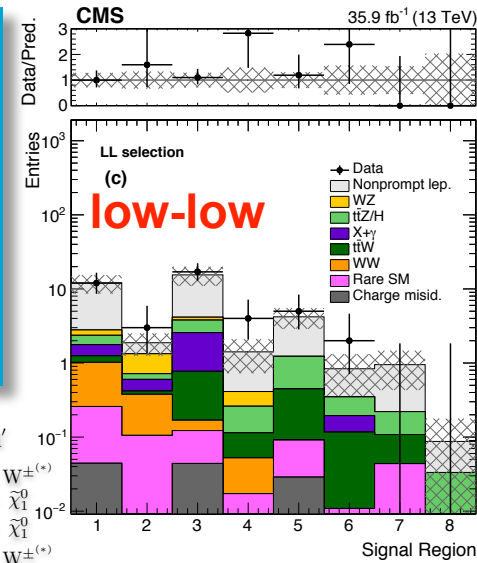 CMS 35.9 fb⁻¹ (13 TeV)
Data/Pred.
3
2
1
0
Entries
10³
10²
10
1
10⁻¹
10⁻²
LL selection
(c)
low-low
Data
Nonprompt lep.
WZ
tt̄Z/H
X+γ
tt̄W
WW
Rare SM
Charge misid.
1 2 3 4 5 6 7 8
Signal Region
W±(*)
χ̃⁰₁
χ̃⁰₁
W±(*)